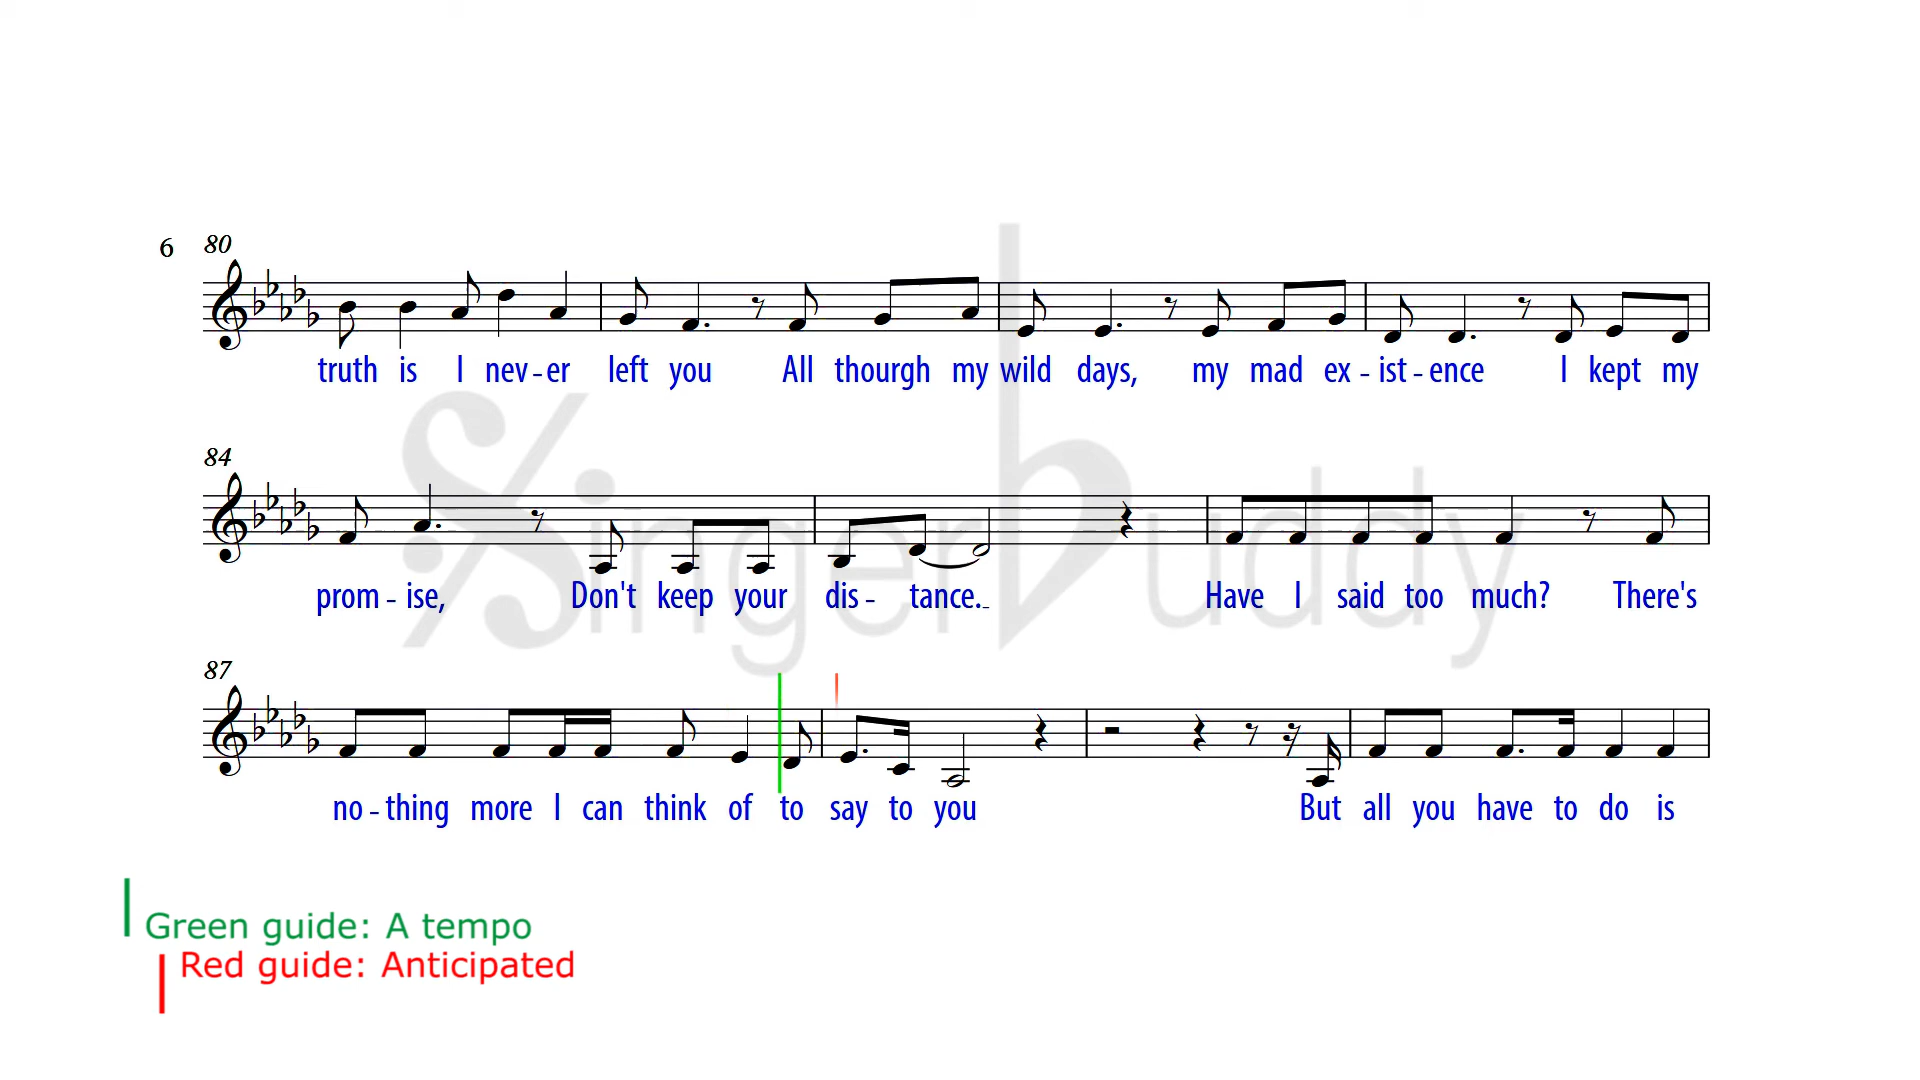 6 80
truth is I nev - er left you All thourgh my wild days, my mad ex - ist - ence I kept my
84
prom - ise, Don't keep your dis - tance._ Have I said too much? There's
87
no - thing more I can think of to say to you But all you have to do is
Singerbuddy
Green guide: A tempo
Red guide: Anticipated